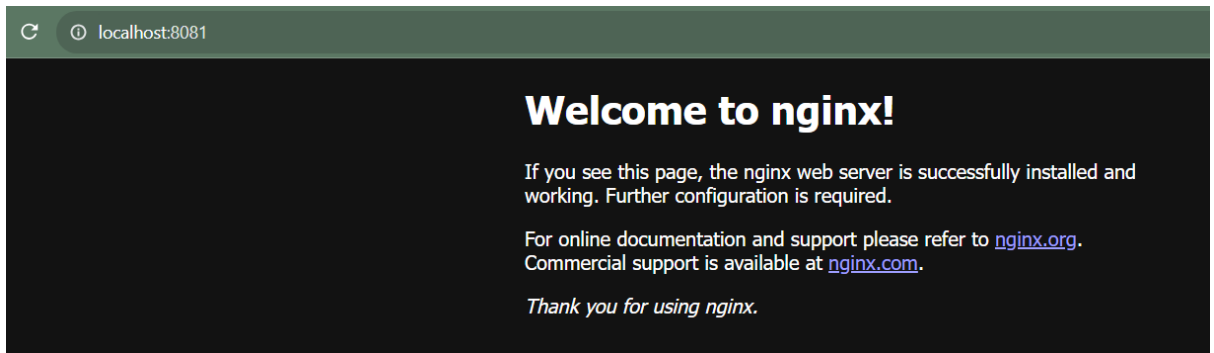 localhost:8081
Welcome to nginx!
If you see this page, the nginx web server is successfully installed and
working. Further configuration is required.
For online documentation and support please refer to nginx.org.
Commercial support is available at nginx.com.
Thank you for using nginx.